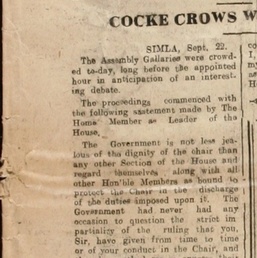 COCKE CROWS W
SIMLA, Sept. 22.
The Assembly Gallaries were crowd-
ed to-day, long before the appointed
hour in anticipation of an interest-
ing debate.
The proceedings commenced with
the following sastement made by The
Home Member as Leader of the
House.
The Government is not less jea-
lous of the dignity of the chair than
any other Section of the House and
regard themselves along with all
other Hon'ble Members as bound to
protect the Chair in the discharge
of the duties imposed upon it. The
Government had never had any
occasion to question the strict im-
partiality of the ruling that you,
Sir, have given from time to time
or of your conduct in the Chair, and